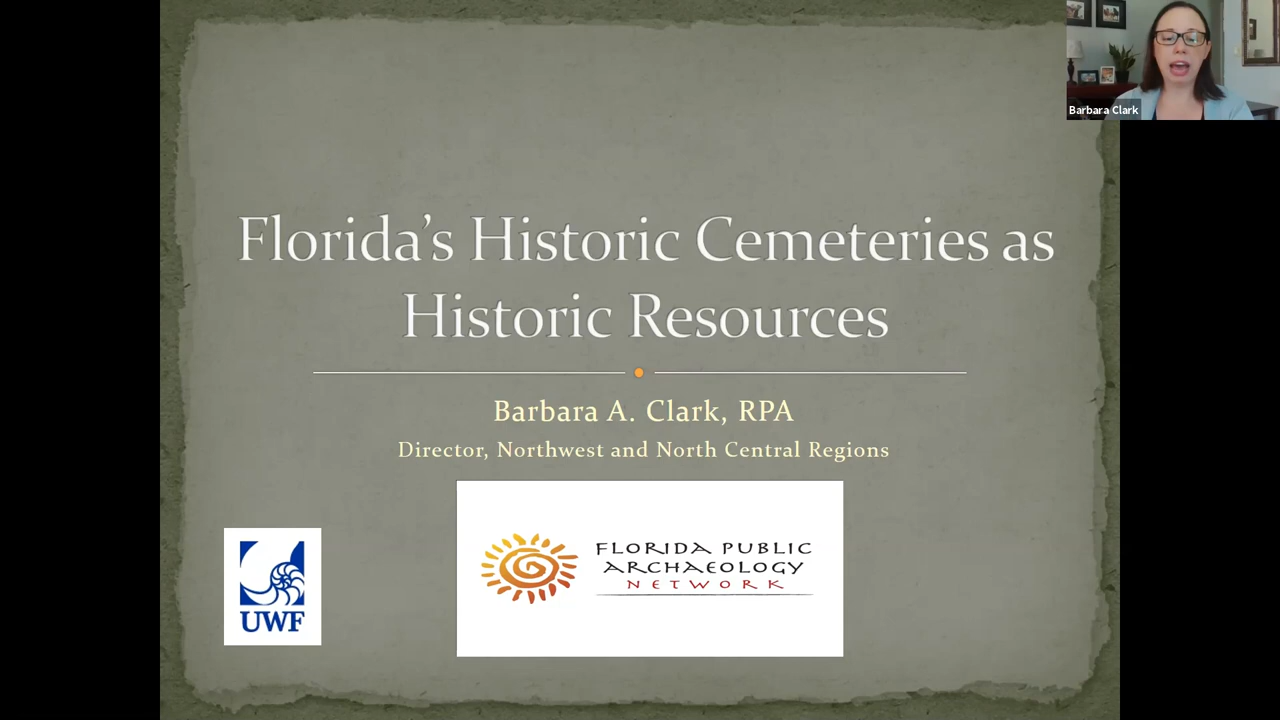 Barbara Clark
Florida's Historic Cemeteries as
Historic Resources
Barbara A. Clark, RPA
Director, Northwest and North Central Regions
FLORIDA PUBLIC
ARCHAEOLOGY
NETWORK
UWF